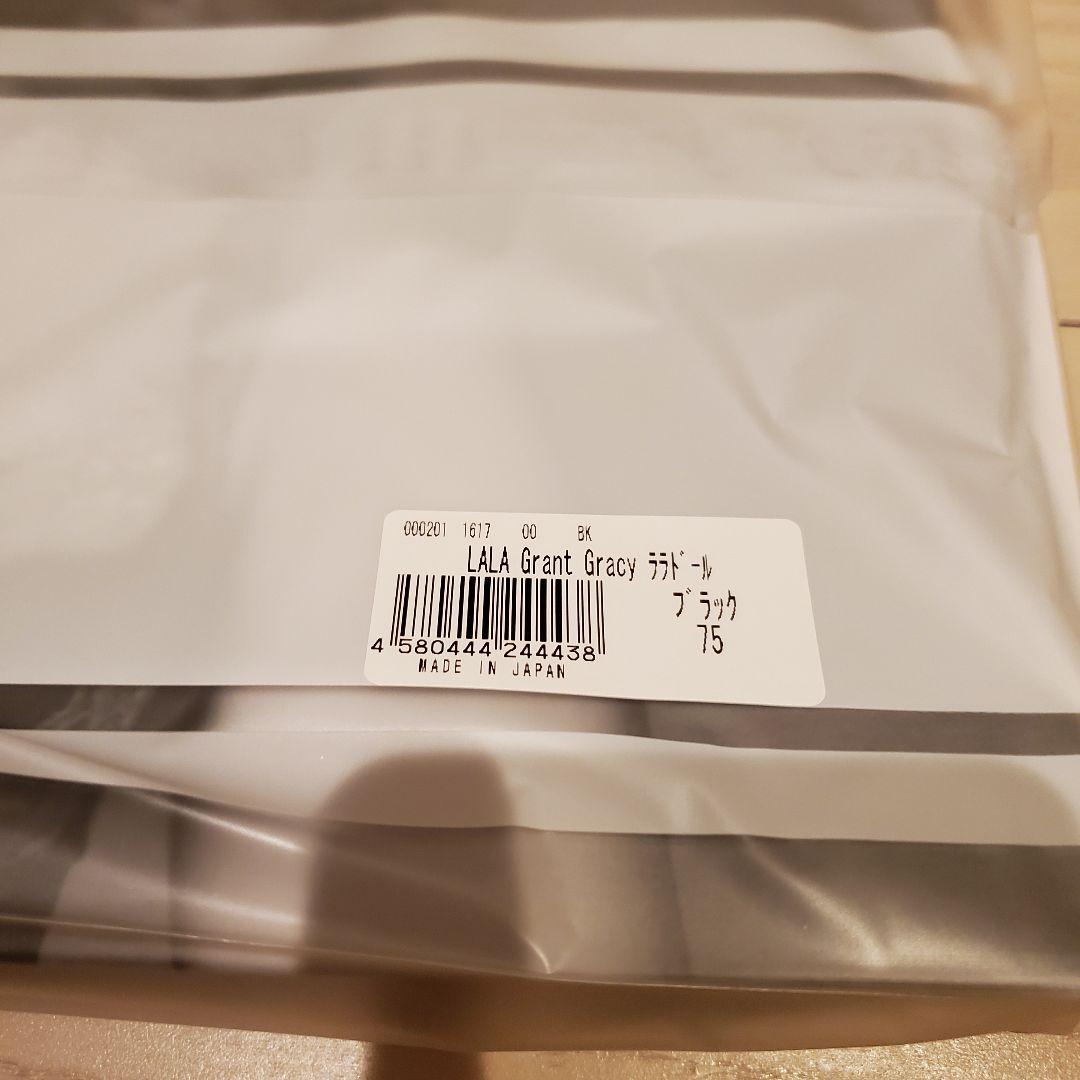 000201 1617 00 BK
LALA Grant Gracy ﾗﾗﾄﾞｰﾙ
ﾌﾞﾗｯｸ
75
4 580444 244438
MADE IN JAPAN